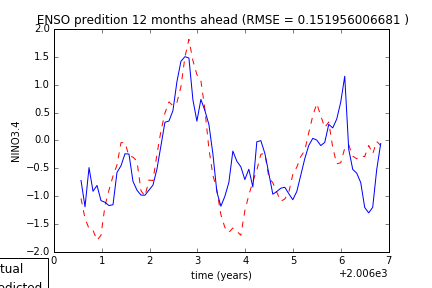 ENSO predition 12 months ahead (RMSE = 0.151956006681 )
2.0
1.5
1.0
0.5
0.0
−0.5
−1.0
−1.5
−2.0
NINO3.4
0 1 2 3 4 5 6 7
+2.006e3
time (years)
tual
edicted